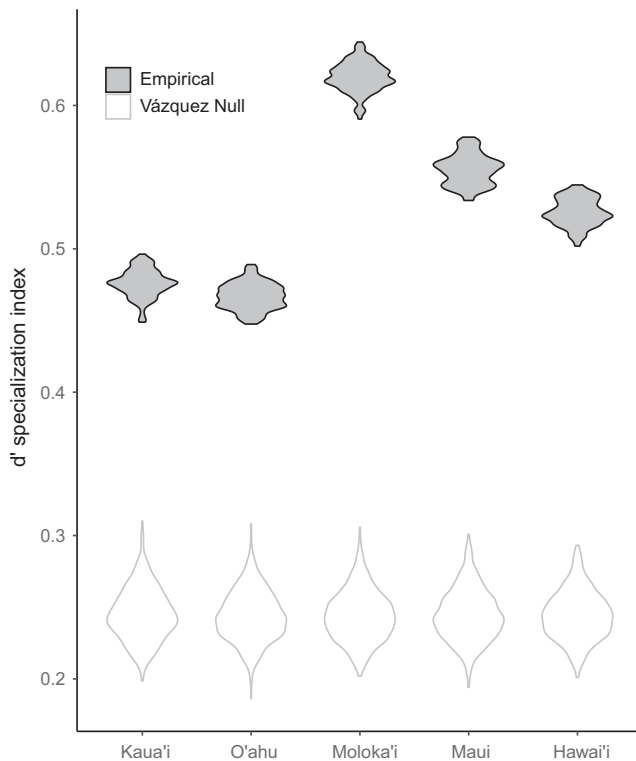 Empirical
Vázquez Null
0.6
0.5
0.4
0.3
0.2
d' specialization index
Kaua'i O'ahu Moloka'i Maui Hawai'i